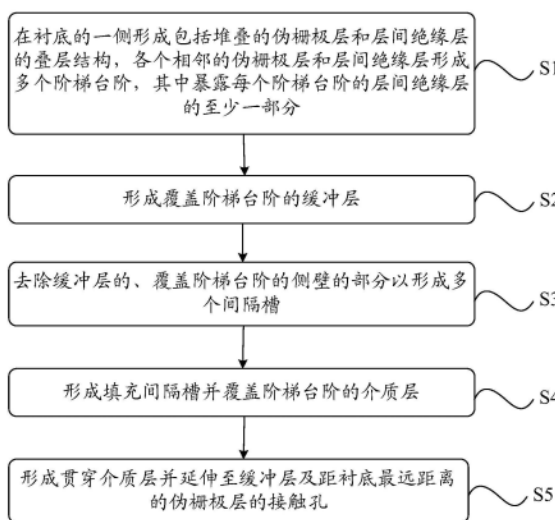 在衬底的一侧形成包括堆叠的伪栅极层和层间绝缘层
的叠层结构，各个相邻的伪栅极层和层间绝缘层形成
多个阶梯台阶，其中暴露每个阶梯台阶的层间绝缘层
的至少一部分
S1
形成覆盖阶梯台阶的缓冲层
S2
去除缓冲层的、覆盖阶梯台阶的侧壁的部分以形成多
个间隔槽
S3
形成填充间隔槽并覆盖阶梯台阶的介质层
S4
形成贯穿介质层并延伸至缓冲层及距衬底最远距离
的伪栅极层的接触孔
S5